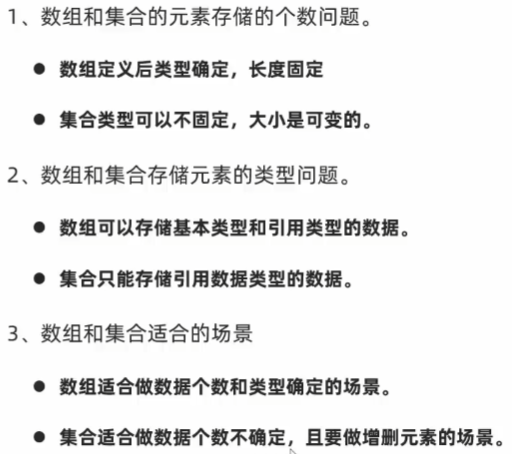 1、数组和集合的元素存储的个数问题。
● 数组定义后类型确定，长度固定
● 集合类型可以不固定，大小是可变的。
2、数组和集合存储元素的类型问题。
● 数组可以存储基本类型和引用类型的数据。
● 集合只能存储引用数据类型的数据。
3、数组和集合适合的场景
● 数组适合做数据个数和类型确定的场景。
● 集合适合做数据个数不确定，且要做增删元素的场景。